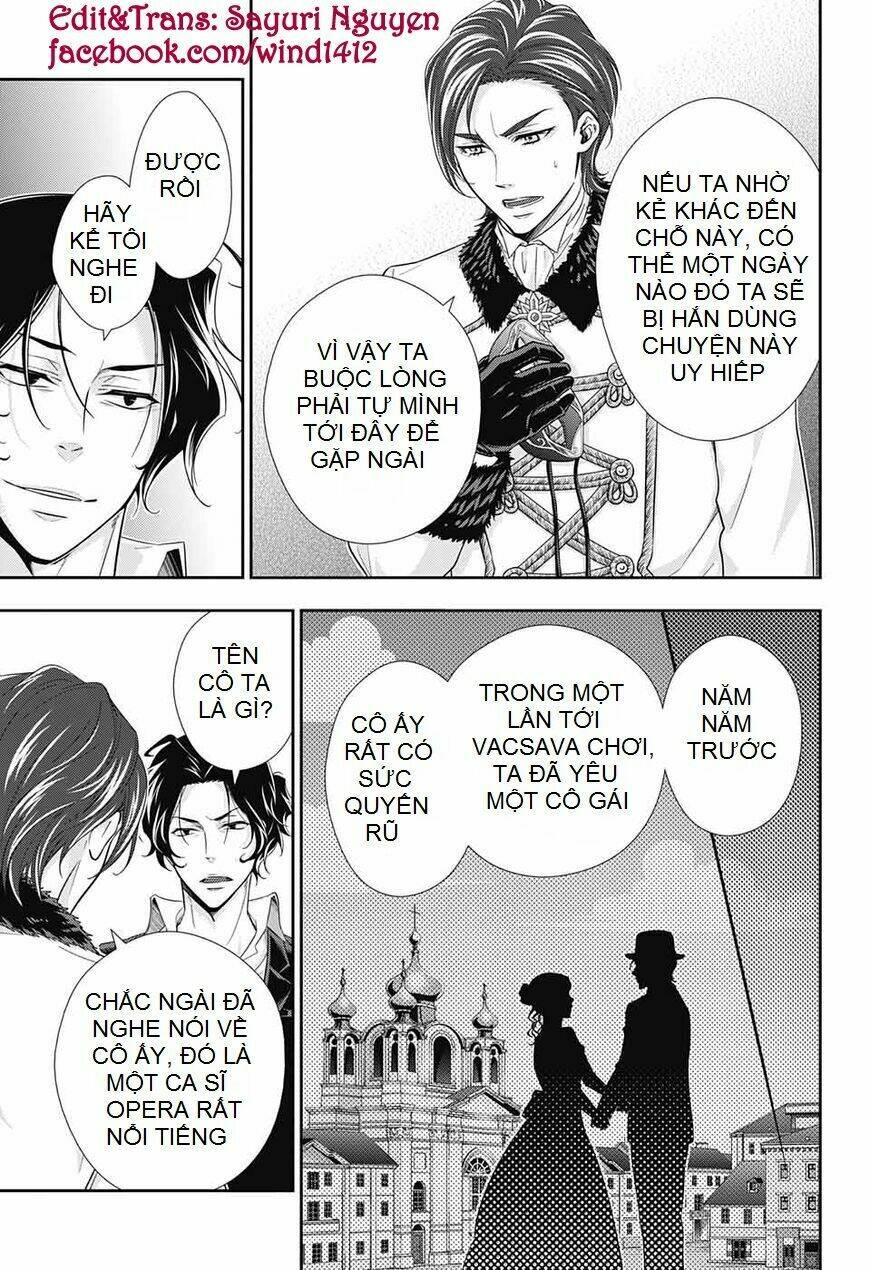 Edit&Trans: Sayuri Nguyen
facebook.com/wind1412
NẾU TA NHỜ
KẺ KHÁC ĐẾN
CHỖ NÀY, CÓ
THỂ MỘT NGÀY
NÀO ĐÓ TA SẼ
BỊ HẮN DÙNG
CHUYỆN NÀY
UY HIẾP
VÌ VẬY TA
BUỘC LÒNG
PHẢI TỰ MÌNH
TỚI ĐÂY ĐỂ
GẶP NGÀI
ĐƯỢC
RỒI
HÃY
KỂ TÔI
NGHE
ĐI
NĂM
NĂM
TRƯỚC
TRONG MỘT
LẦN TỚI
VACSAVA CHƠI,
TA ĐÃ YÊU
MỘT CÔ GÁI
CÔ ẤY
RẤT CÓ
SỨC
QUYẾN
RŨ
TÊN
CÔ TA
LÀ GÌ?
CHẮC NGÀI ĐÃ
NGHE NÓI VỀ
CÔ ẤY, ĐÓ LÀ
MỘT CA SĨ
OPERA RẤT
NỔI TIẾNG